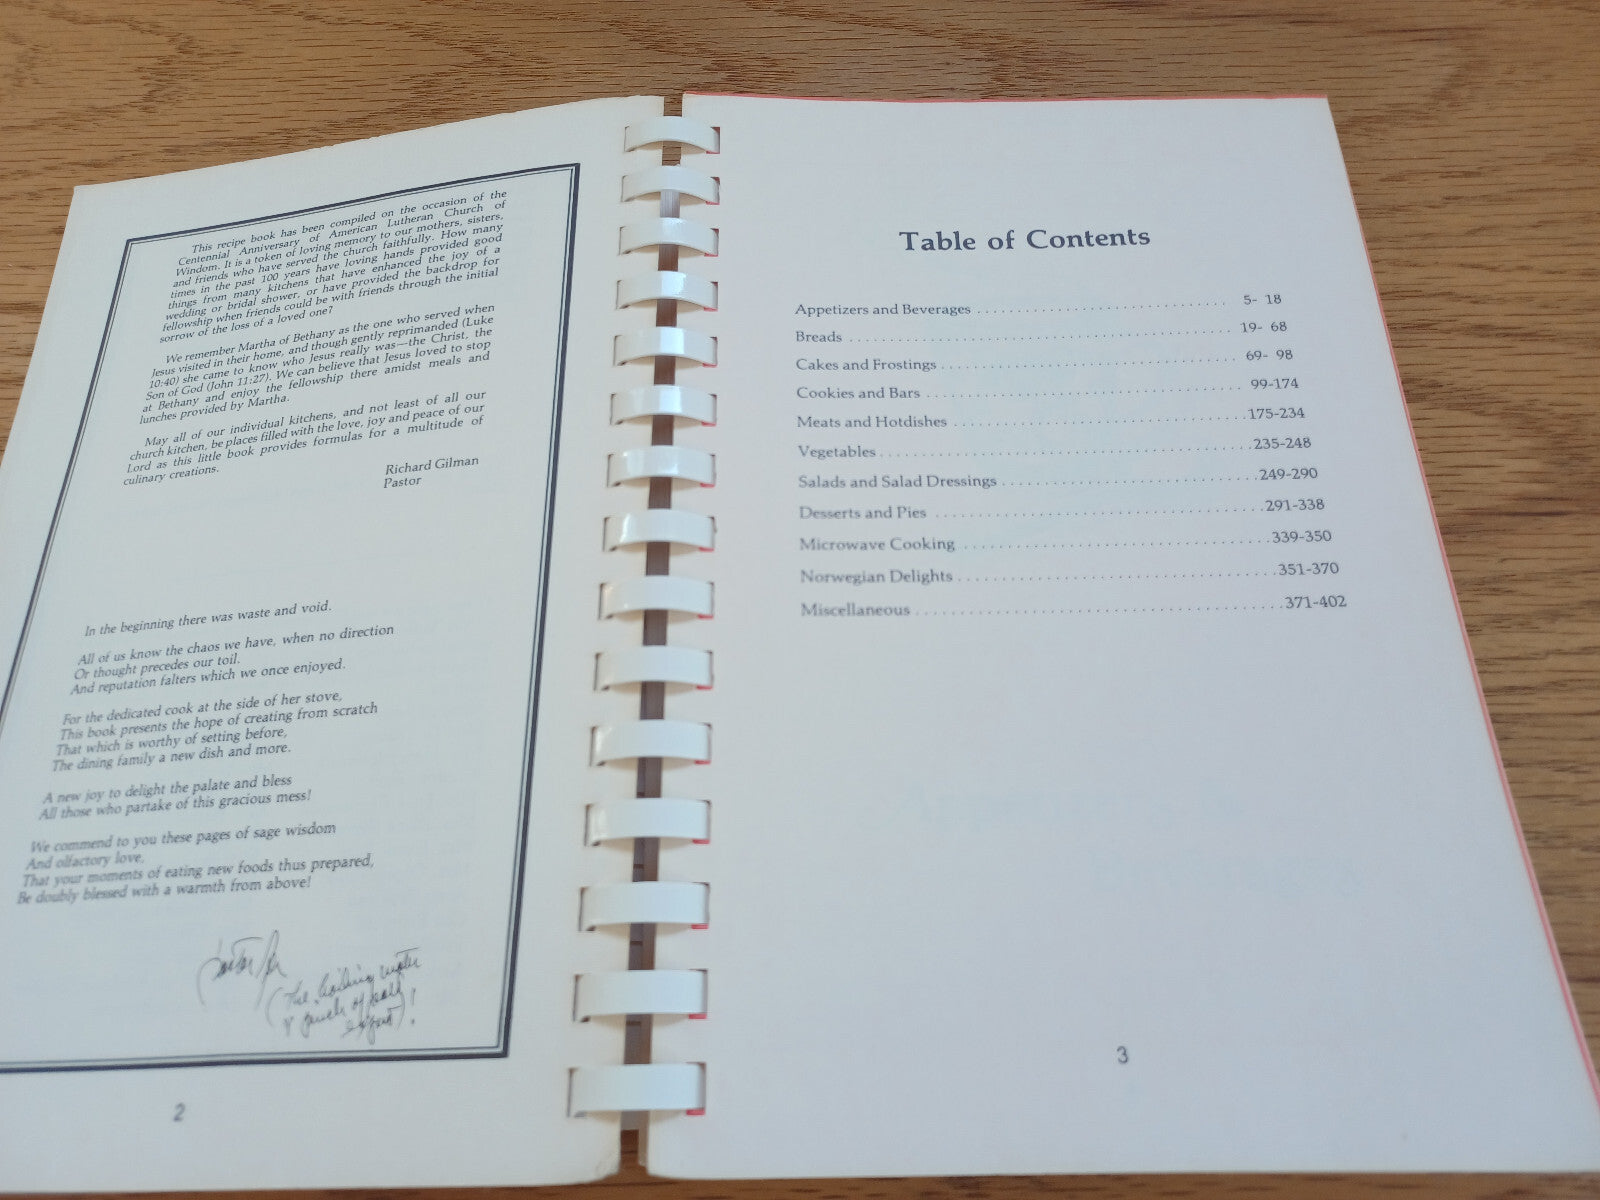 This recipe book has been compiled on the occasion of the
Centennial Anniversary of American Lutheran Church of
Windom. It is a token of loving memory to our mothers, sisters,
and friends who have served the church faithfully. How many
times in the past 100 years have loving hands provided good
things from many kitchens that have enhanced the joy of a
wedding or bridal shower, or have provided the backdrop for
fellowship when friends could be with friends through the initial
sorrow of the loss of a loved one?
We remember Martha of Bethany as the one who served when
Jesus visited in their home, and though gently reprimanded (Luke
10:40) she came to know who Jesus really was—the Christ, the
Son of God (John 11:27). We can believe that Jesus loved to stop
at Bethany and enjoy the fellowship there amidst meals and
lunches provided by Martha.
May all of our individual kitchens, and not least of all our
church kitchen, be places filled with the love, joy and peace of our
Lord as this little book provides formulas for a multitude of
culinary creations.
Richard Gilman
Pastor
In the beginning there was waste and void.
All of us know the chaos we have, when no direction
Or thought precedes our toil.
And reputation falters which we once enjoyed.
For the dedicated cook at the side of her stove,
This book presents the hope of creating from scratch
That which is worthy of setting before,
The dining family a new dish and more.
A new joy to delight the palate and bless
All those who partake of this gracious mess!
We commend to you these pages of sage wisdom
And olfactory love,
That your moments of eating new foods thus prepared,
Be doubly blessed with a warmth from above!
(The boiling water
& pinch of salt
expert)!
2
Table of Contents
Appetizers and Beverages . . . . . . . . . . . . . . . . . . . . . . . . . . . . . . 5- 18
Breads . . . . . . . . . . . . . . . . . . . . . . . . . . . . . . . . . . . . . . . . . . . . . . 19- 68
Cakes and Frostings . . . . . . . . . . . . . . . . . . . . . . . . . . . . . . . . . . . 69- 98
Cookies and Bars . . . . . . . . . . . . . . . . . . . . . . . . . . . . . . . . . . . . . 99-174
Meats and Hotdishes . . . . . . . . . . . . . . . . . . . . . . . . . . . . . . . . . .175-234
Vegetables . . . . . . . . . . . . . . . . . . . . . . . . . . . . . . . . . . . . . . . . . .235-248
Salads and Salad Dressings . . . . . . . . . . . . . . . . . . . . . . . . . . . . .249-290
Desserts and Pies . . . . . . . . . . . . . . . . . . . . . . . . . . . . . . . . . . . . .291-338
Microwave Cooking . . . . . . . . . . . . . . . . . . . . . . . . . . . . . . . . . . .339-350
Norwegian Delights . . . . . . . . . . . . . . . . . . . . . . . . . . . . . . . . . . .351-370
Miscellaneous . . . . . . . . . . . . . . . . . . . . . . . . . . . . . . . . . . . . . . . .371-402
3